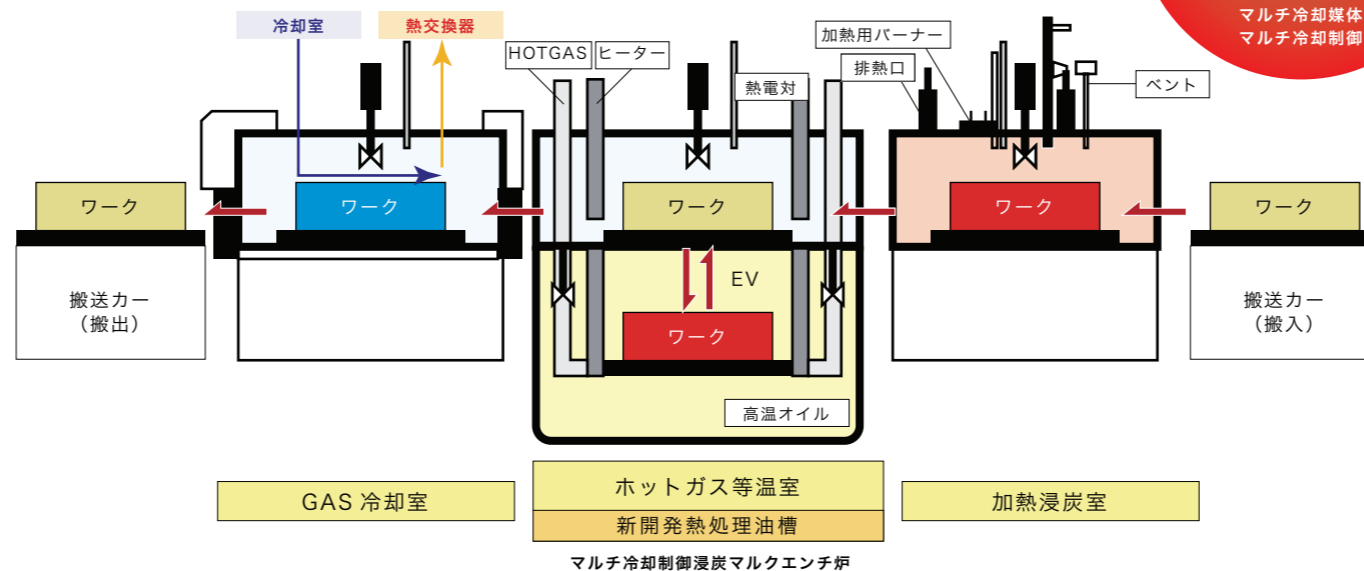 マルチ冷却媒体
マルチ冷却制御
冷却室
熱交換器
HOTGAS
ヒーター
熱電対
加熱用バーナー
排熱口
ベント
ワーク
ワーク
ワーク
ワーク
ワーク
搬送カー
（搬出）
EV
ワーク
高温オイル
搬送カー
（搬入）
GAS 冷却室
ホットガス等温室
新開発熱処理油槽
加熱浸炭室
マルチ冷却制御浸炭マルクエンチ炉